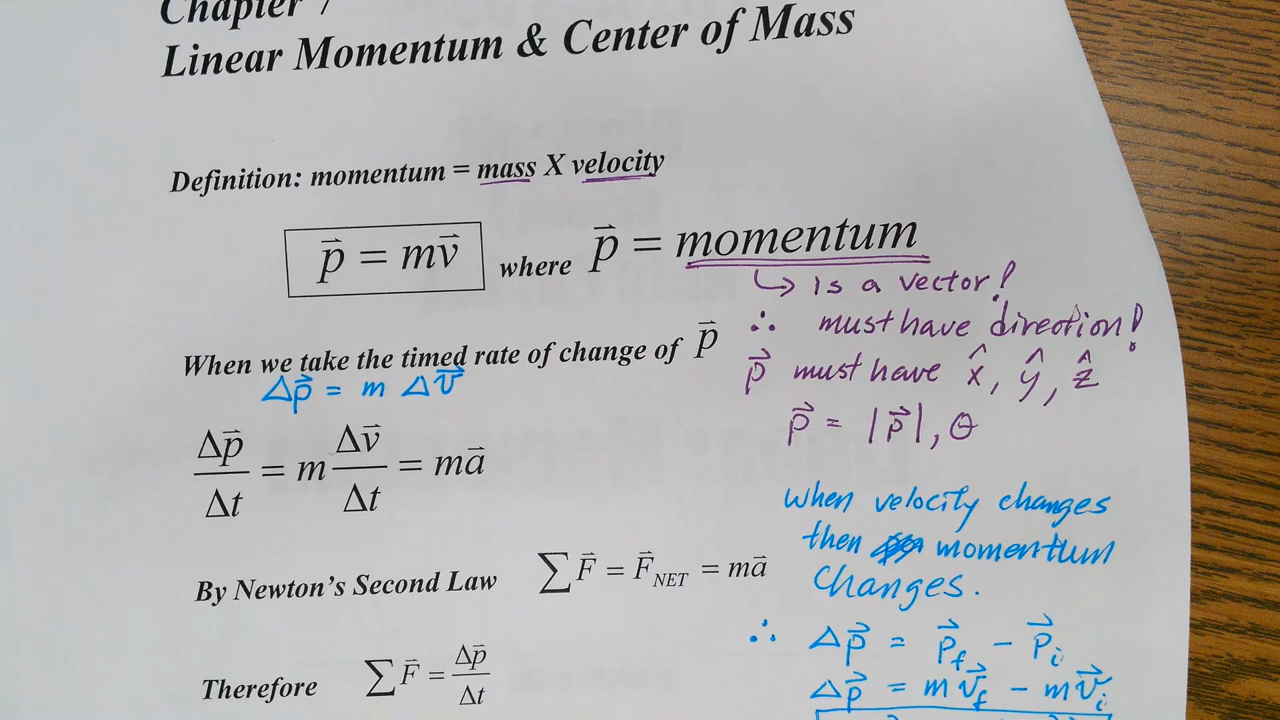 Chapter 7
Linear Momentum & Center of Mass
Definition: momentum = mass X velocity
p⃗ = mv⃗ where p⃗ = momentum
↳ is a vector!
∴ must have direction!
When we take the timed rate of change of p⃗
p⃗ must have x̂, ŷ, ẑ
Δp⃗ = m Δv⃗
p⃗ = |p⃗|, θ
Δp⃗/Δt = m Δv⃗/Δt = ma⃗
when velocity changes
then momentum
changes.
By Newton's Second Law ∑F⃗ = F⃗NET = ma⃗
∴ Δp⃗ = p⃗f - p⃗i
Therefore ∑F⃗ = Δp⃗/Δt
Δp⃗ = mv⃗f - mv⃗i